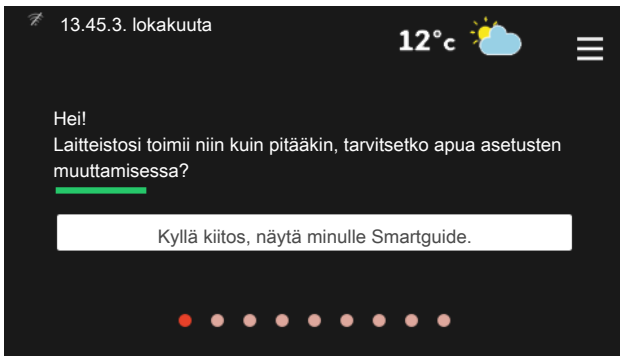 13.45.3. lokakuuta
12°c
Hei!
Laitteistosi toimii niin kuin pitääkin, tarvitsetko apua asetusten
muuttamisessa?
Kyllä kiitos, näytä minulle Smartguide.